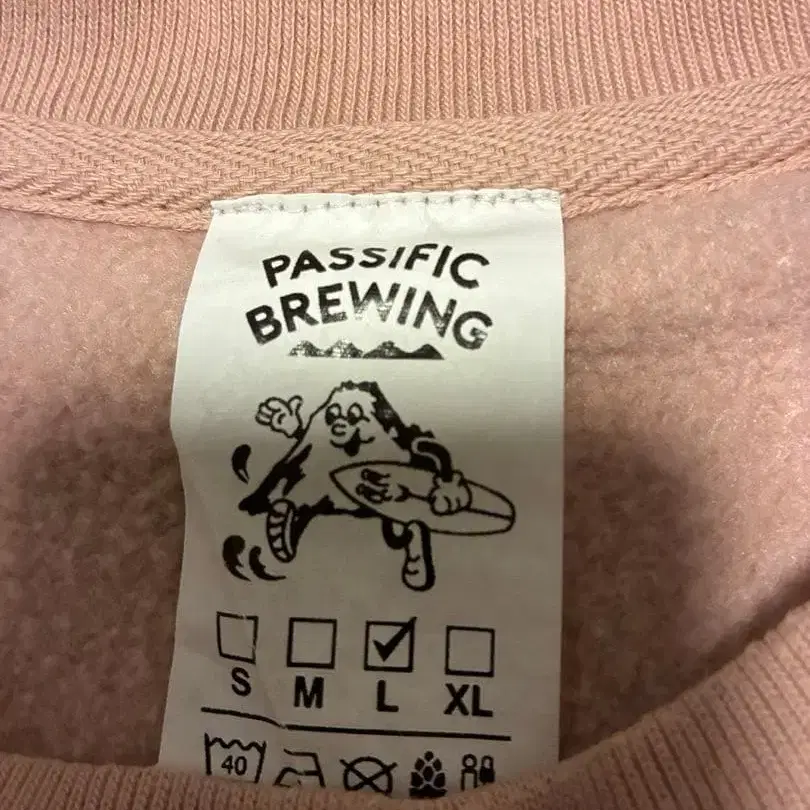 PASSIFIC
BREWING
S M L XL
40